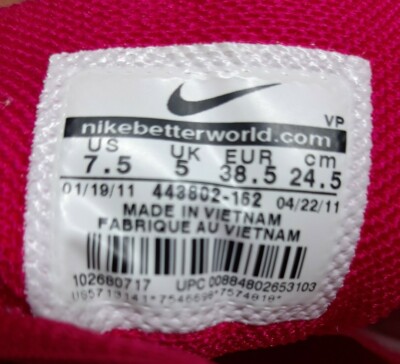 VP
nikebetterworld.com
US UK EUR cm
7.5 5 38.5 24.5
01/19/11 443802-162 04/22/11
MADE IN VIETNAM
FABRIQUE AU VIETNAM
102680717 UPC 00884802653103